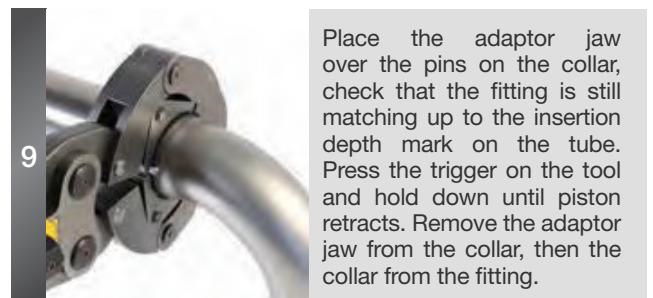 9
Place the adaptor jaw
over the pins on the collar,
check that the fitting is still
matching up to the insertion
depth mark on the tube.
Press the trigger on the tool
and hold down until piston
retracts. Remove the adaptor
jaw from the collar, then the
collar from the fitting.